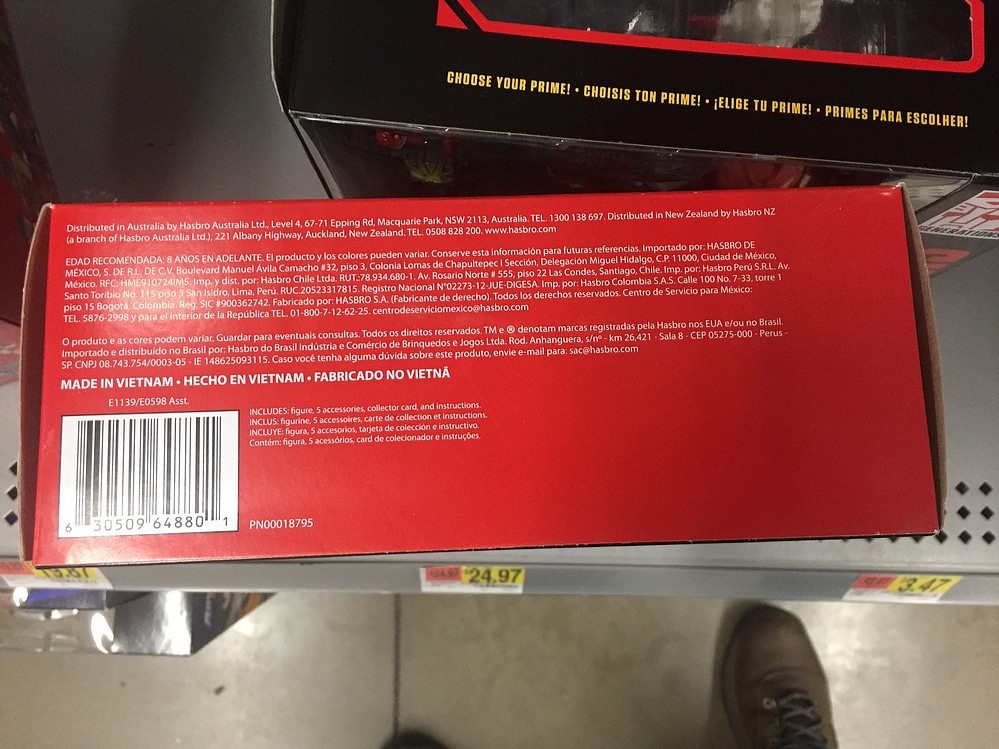 CHOOSE YOUR PRIME! • CHOISIS TON PRIME! • ¡ELIGE TU PRIME! • PRIMES PARA ESCOLHER!
Distributed in Australia by Hasbro Australia Ltd., Level 4, 67-71 Epping Rd, Macquarie Park, NSW 2113, Australia. TEL. 1300 138 697. Distributed in New Zealand by Hasbro NZ
(a branch of Hasbro Australia Ltd.), 221 Albany Highway, Auckland, New Zealand. TEL. 0508 828 200. www.hasbro.com
EDAD RECOMENDADA: 8 AÑOS EN ADELANTE. El producto y los colores pueden variar. Conserve esta información para futuras referencias. Importado por: HASBRO DE
MÉXICO, S. DE R.L. DE C.V. Boulevard Manuel Ávila Camacho #32, piso 3, Colonia Lomas de Chapultepec I Sección, Delegación Miguel Hidalgo, C.P. 11000, Ciudad de México,
México. RFC: HME910724IM5. Imp. y dist. por: Hasbro Chile Ltda. RUT:78.934.680-1. Av. Rosario Norte # 555, piso 22 Las Condes, Santiago, Chile. Imp. por: Hasbro Perú S.R.L. Av.
Santo Toribio No. 115 piso 3 San Isidro, Lima, Perú. RUC.20523317815. Registro Nacional N°02273-12-JUE-DIGESA. Imp. por: Hasbro Colombia S.A.S. Calle 100 No. 7-33, torre 1
piso 15 Bogotá, Colombia. Reg. SIC #900362742. Fabricado por: HASBRO S.A. (Fabricante de derecho). Todos los derechos reservados. Centro de Servicio para México:
TEL. 5876-2998 y para el interior de la República TEL. 01-800-7-12-62-25. centrodeserviciomexico@hasbro.com
O produto e as cores podem variar. Guardar para eventuais consultas. Todos os direitos reservados. TM e ® denotam marcas registradas pela Hasbro nos EUA e/ou no Brasil.
Importado e distribuído no Brasil por: Hasbro do Brasil Indústria e Comércio de Brinquedos e Jogos Ltda. Rod. Anhanguera, s/nº - km 26,421 - Sala 8 - CEP 05275-000 - Perus -
SP. CNPJ 08.743.754/0003-05 - IE 148625093115. Caso você tenha alguma dúvida sobre este produto, envie e-mail para: sac@hasbro.com
MADE IN VIETNAM • HECHO EN VIETNAM • FABRICADO NO VIETNÃ
E1139/E0598 Asst.
INCLUDES: figure, 5 accessories, collector card, and instructions.
INCLUS: figurine, 5 accessoires, carte de collection et instructions.
INCLUYE: figura, 5 accesorios, tarjeta de colección e instructivo.
Contém: figura, 5 acessórios, card de colecionador e instruções.
6 30509 64880 1
PN00018795
13.87
$24.97
3.47